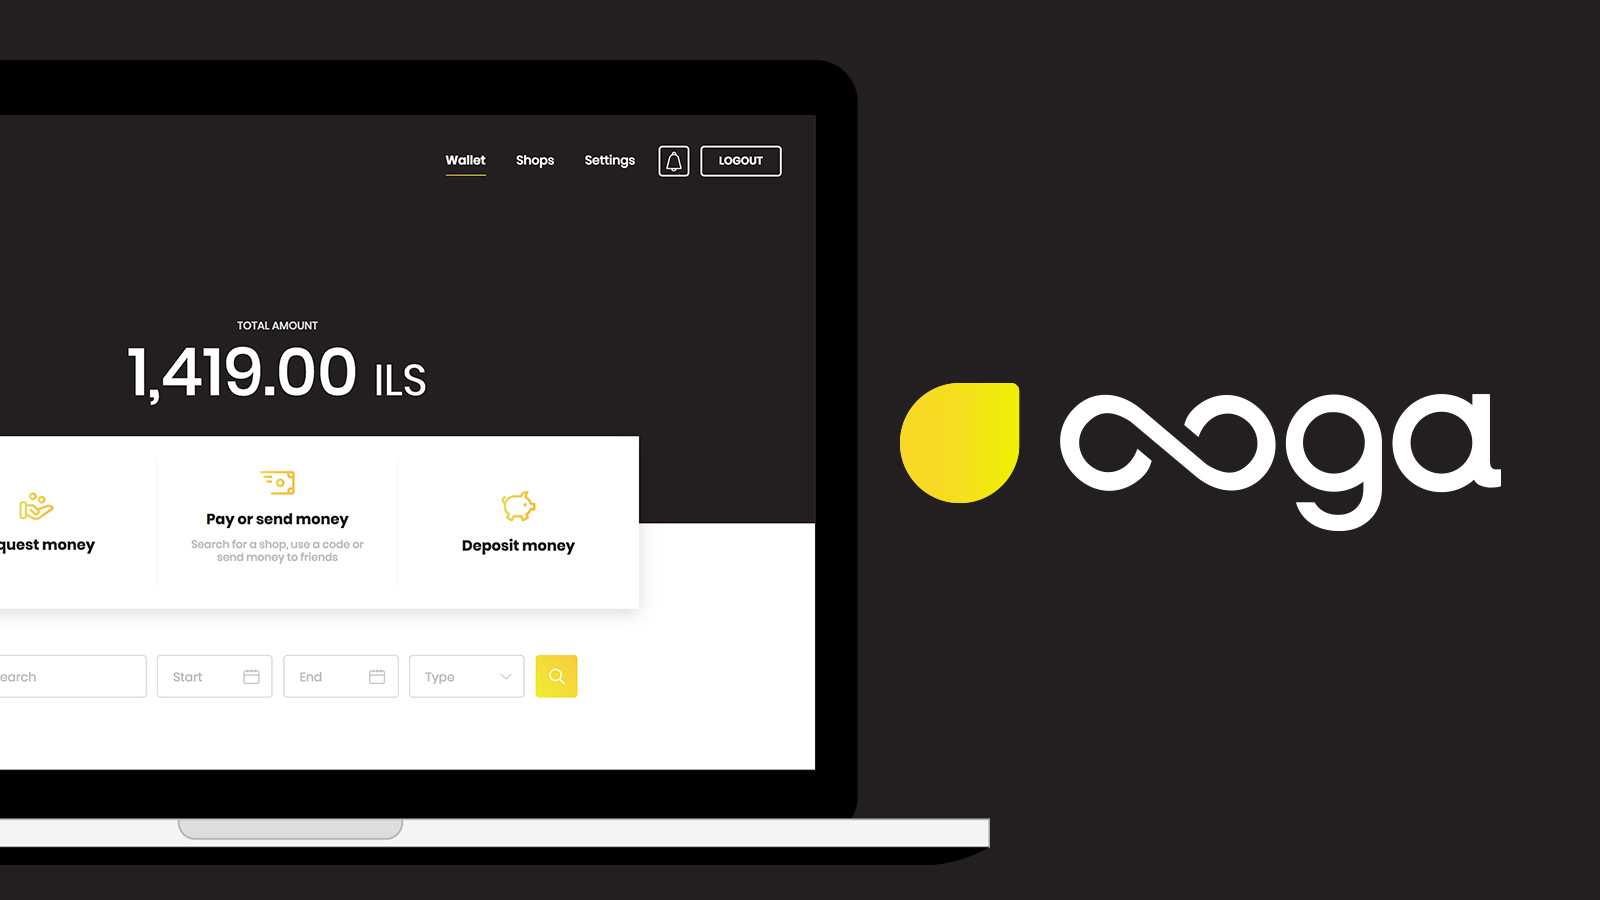 Wallet Shops Settings LOGOUT
TOTAL AMOUNT
1,419.00 ILS
quest money
Pay or send money
Search for a shop, use a code or
send money to friends
Deposit money
earch Start End Type
ooga